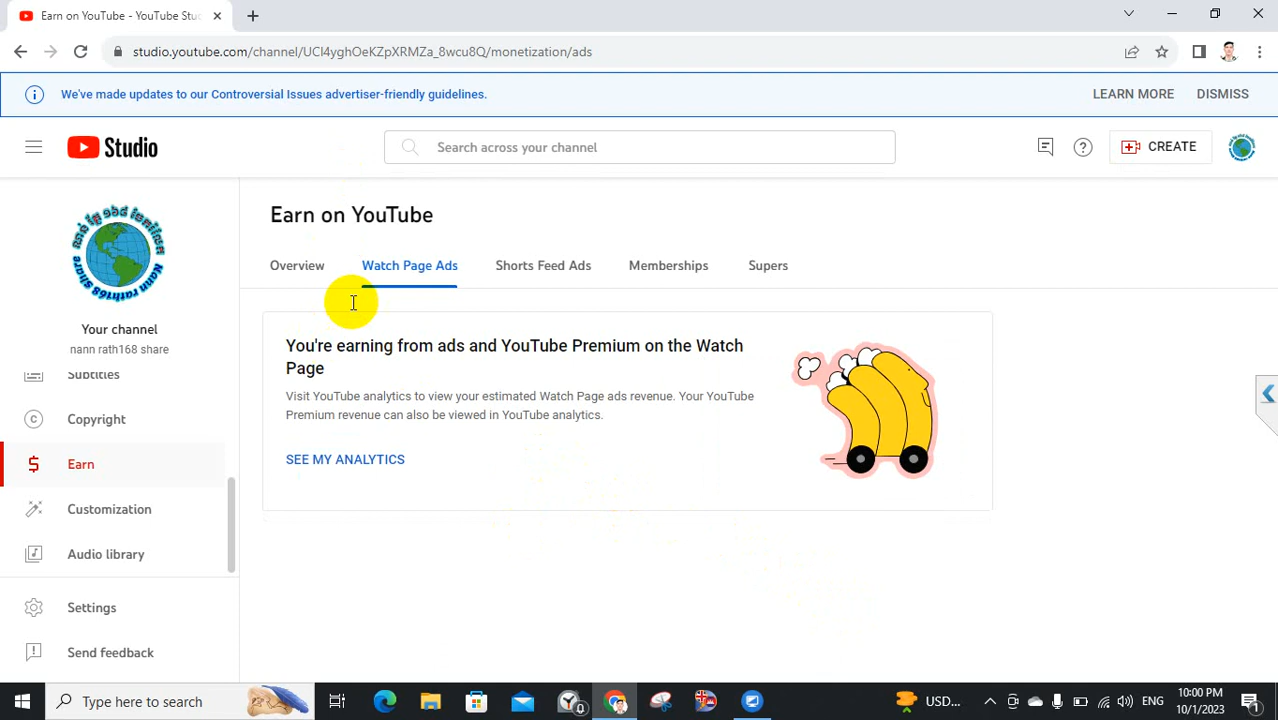 Earn on YouTube - YouTube Stu
studio.youtube.com/channel/UCl4yghOeKZpXRMZa_8wcu8Q/monetization/ads
We've made updates to our Controversial Issues advertiser-friendly guidelines.
LEARN MORE
DISMISS
Studio
Search across your channel
CREATE
Nann rath168 share
Your channel
nann rath168 share
Subtitles
Copyright
Earn
Customization
Audio library
Settings
Send feedback
Earn on YouTube
Overview
Watch Page Ads
Shorts Feed Ads
Memberships
Supers
You're earning from ads and YouTube Premium on the Watch
Page
Visit YouTube analytics to view your estimated Watch Page ads revenue. Your YouTube
Premium revenue can also be viewed in YouTube analytics.
SEE MY ANALYTICS
Type here to search
0
USD...
ENG
10:00 PM
10/1/2023
1